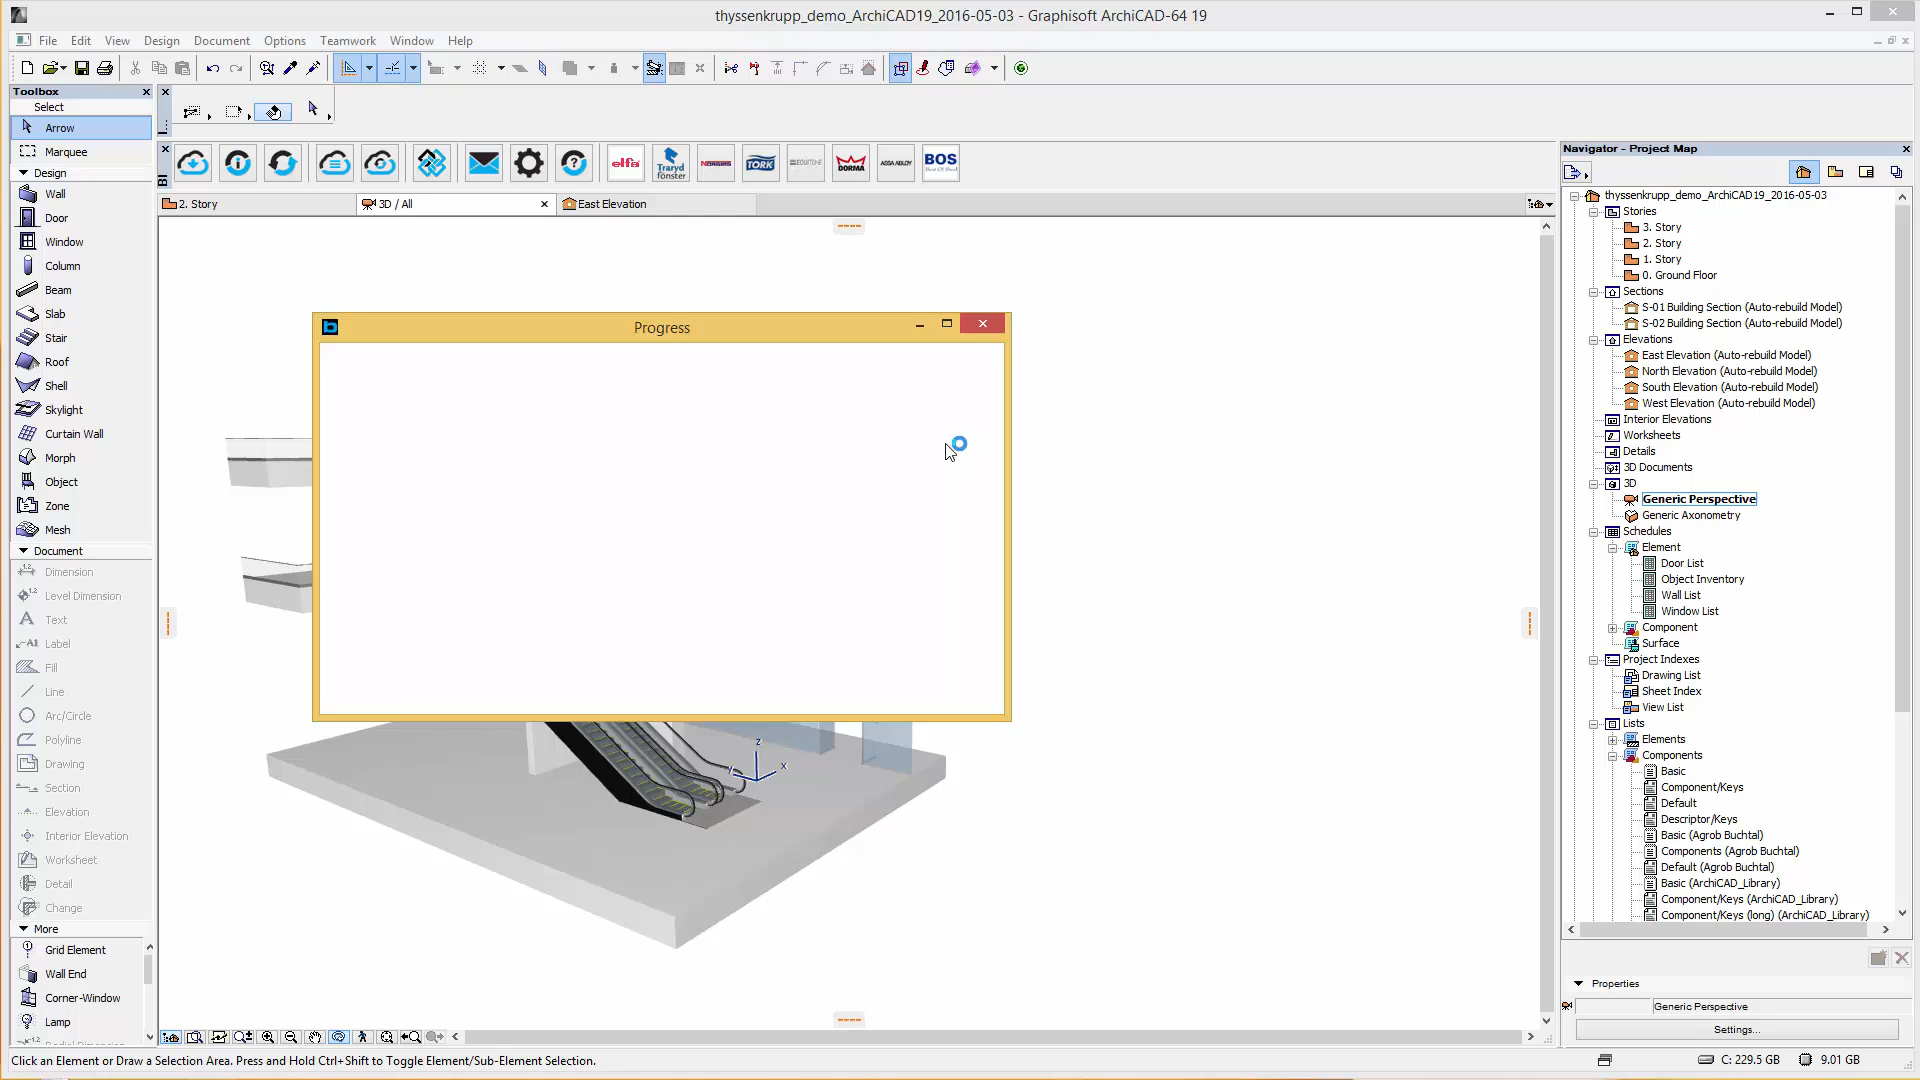 thyssenkrupp_demo_ArchiCAD19_2016-05-03 - Graphisoft ArchiCAD-64 19
File Edit View Design Document Options Teamwork Window Help
Toolbox
Select
Arrow
Marquee
Design
Wall
Door
Window
Column
Beam
Slab
Stair
Roof
Shell
Skylight
Curtain Wall
Morph
Object
Zone
Mesh
Document
Dimension
Level Dimension
Text
Label
Fill
Line
Arc/Circle
Polyline
Drawing
Section
Elevation
Interior Elevation
Worksheet
Detail
Change
More
Grid Element
Wall End
Corner-Window
Lamp
elfa Traryd fönster NORGIPS TORK EQUITONE DORMA ASSA ABLOY BOS
2. Story 3D / All East Elevation
Progress
z
x
Navigator - Project Map
thyssenkrupp_demo_ArchiCAD19_2016-05-03
Stories
3. Story
2. Story
1. Story
0. Ground Floor
Sections
S-01 Building Section (Auto-rebuild Model)
S-02 Building Section (Auto-rebuild Model)
Elevations
East Elevation (Auto-rebuild Model)
North Elevation (Auto-rebuild Model)
South Elevation (Auto-rebuild Model)
West Elevation (Auto-rebuild Model)
Interior Elevations
Worksheets
Details
3D Documents
3D
Generic Perspective
Generic Axonometry
Schedules
Element
Door List
Object Inventory
Wall List
Window List
Component
Surface
Project Indexes
Drawing List
Sheet Index
View List
Lists
Elements
Components
Basic
Component/Keys
Default
Descriptor/Keys
Basic (Agrob Buchtal)
Components (Agrob Buchtal)
Default (Agrob Buchtal)
Basic (ArchiCAD_Library)
Component/Keys (ArchiCAD_Library)
Component/Keys (long) (ArchiCAD_Library)
Properties
Generic Perspective
Settings...
Click an Element or Draw a Selection Area. Press and Hold Ctrl+Shift to Toggle Element/Sub-Element Selection.
C: 229.5 GB 9.01 GB